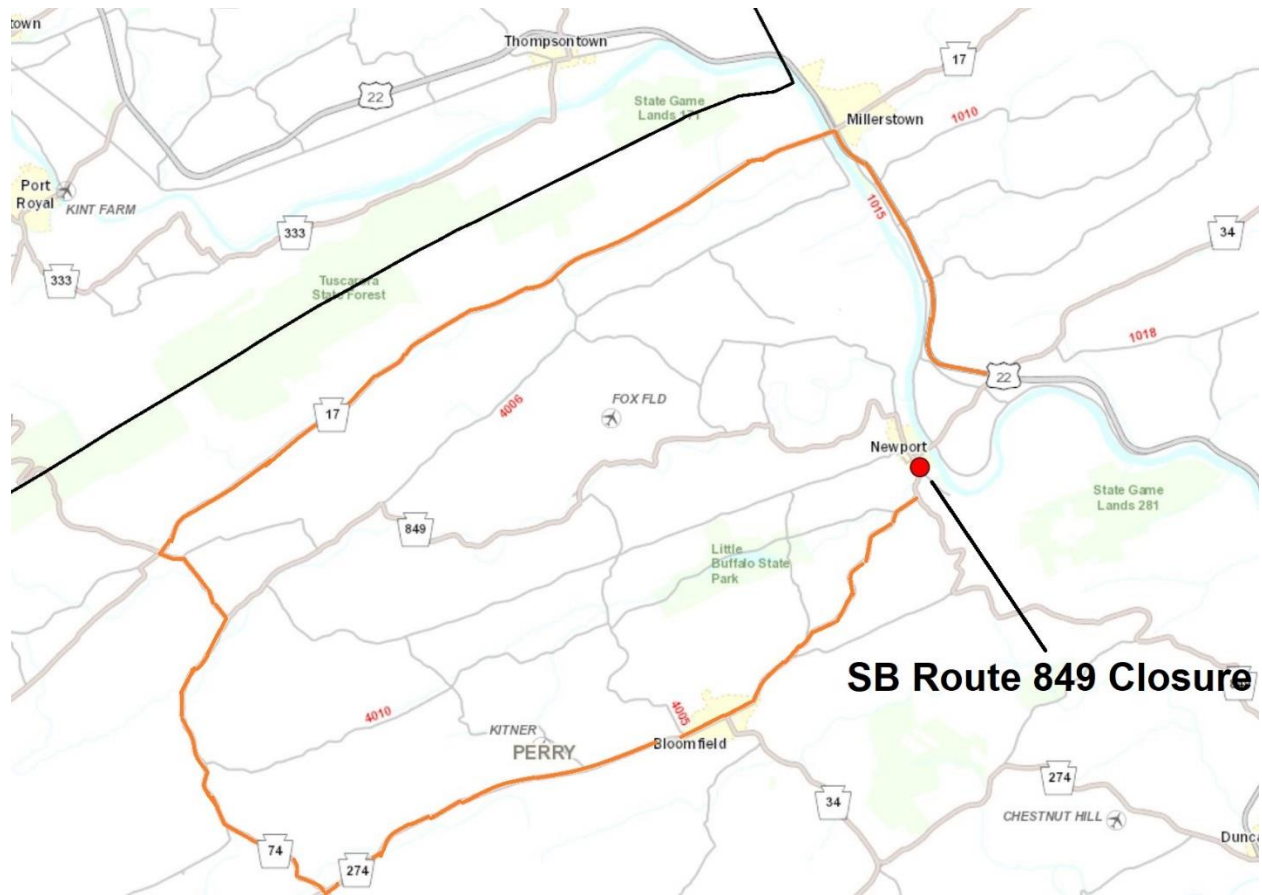 town
Thompsontown
17
22
State Game
Lands 171
Millerstown
1010
Port
Royal
KINT FARM
1015
333
34
333
Tuscarora
State Forest
1018
22
17
4006
FOX FLD
Newport
State Game
Lands 281
849
Little
Buffalo State
Park
SB Route 849 Closure
4010
4005
KITNER
PERRY
Bloomfield
274
34
CHESTNUT HILL
Dunca
74
274